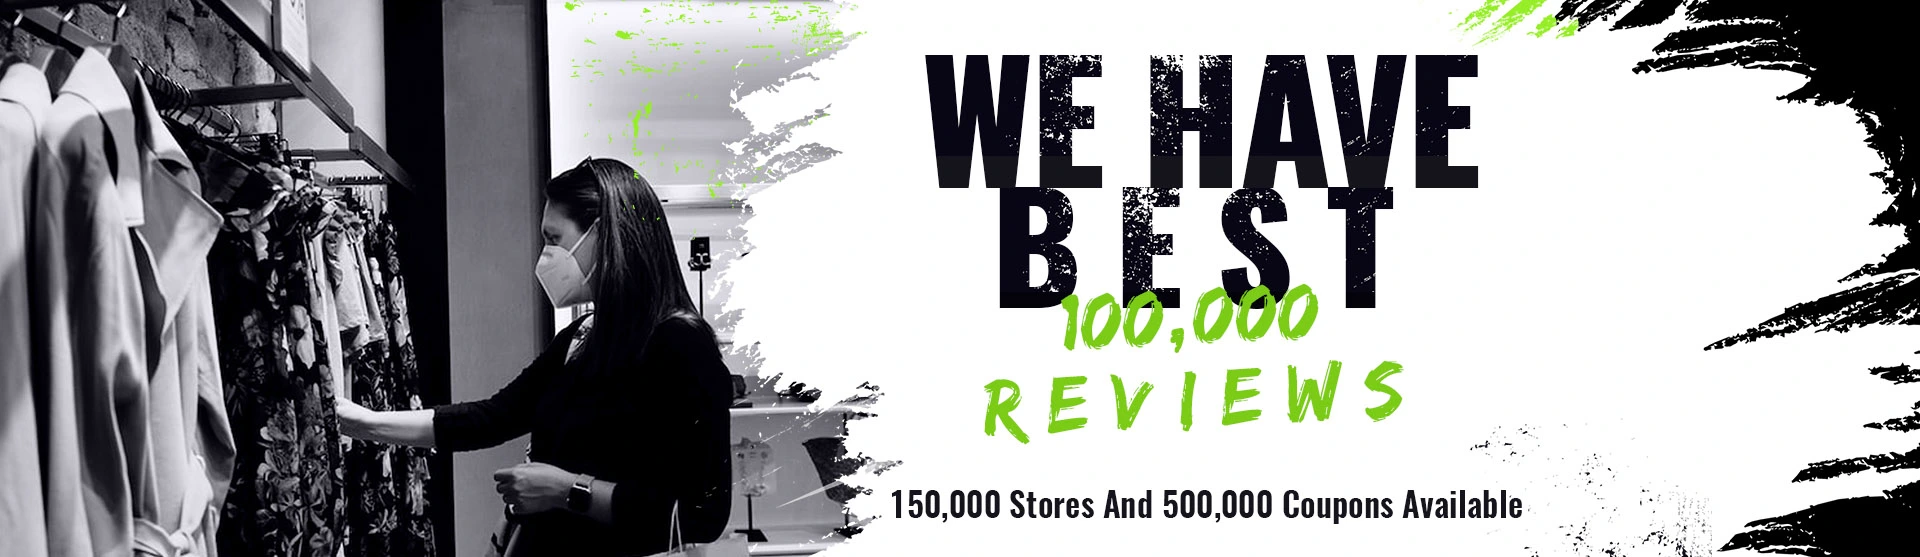 WE HAVE
BEST
100,000
REVIEWS
150,000 Stores And 500,000 Coupons Available